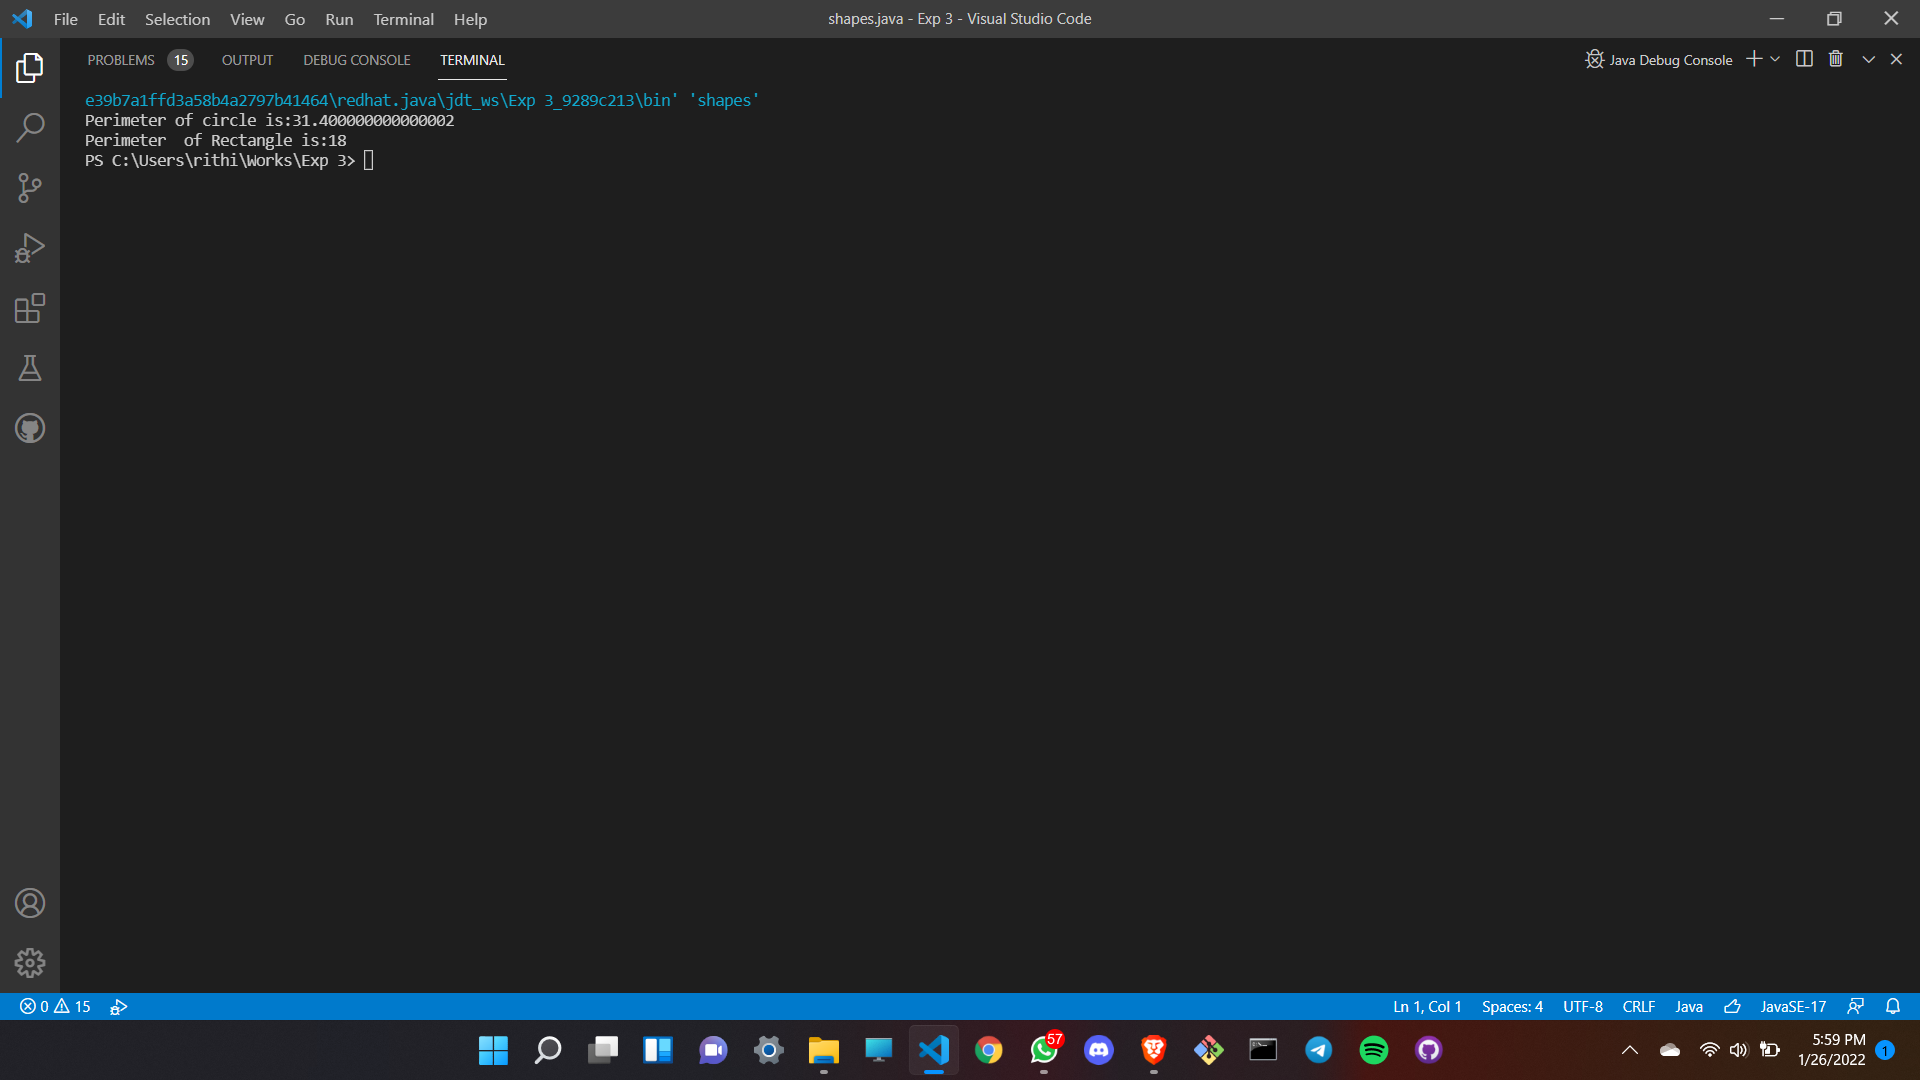 File Edit Selection View Go Run Terminal Help
shapes.java - Exp 3 - Visual Studio Code
PROBLEMS 15 OUTPUT DEBUG CONSOLE TERMINAL
Java Debug Console
e39b7a1ffd3a58b4a2797b41464\redhat.java\jdt_ws\Exp 3_9289c213\bin' 'shapes'
Perimeter of circle is:31.400000000000002
Perimeter  of Rectangle is:18
PS C:\Users\rithi\Works\Exp 3>
0 15
Ln 1, Col 1 Spaces: 4 UTF-8 CRLF Java JavaSE-17
57
5:59 PM
1/26/2022
1